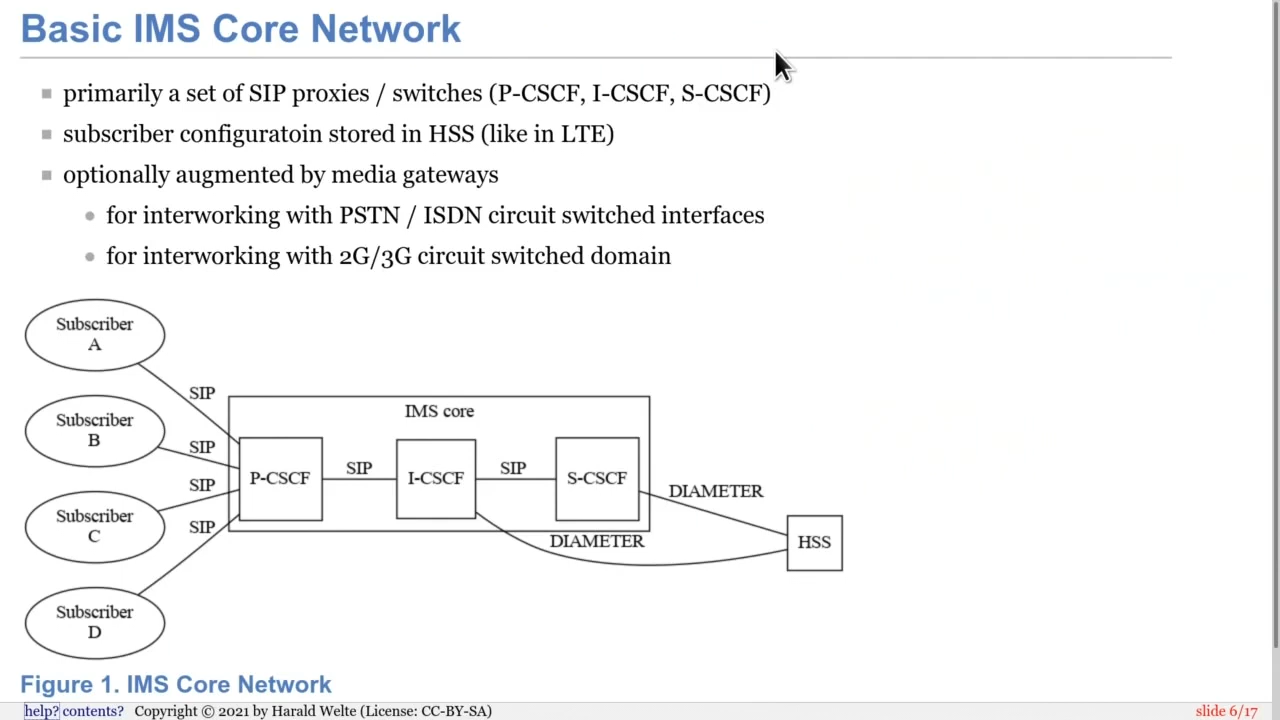 Basic IMS Core Network
primarily a set of SIP proxies / switches (P-CSCF, I-CSCF, S-CSCF)
subscriber configuratoin stored in HSS (like in LTE)
optionally augmented by media gateways
for interworking with PSTN / ISDN circuit switched interfaces
for interworking with 2G/3G circuit switched domain
Subscriber
A
SIP
IMS core
Subscriber
B
SIP
P-CSCF
SIP
I-CSCF
SIP
S-CSCF
SIP
DIAMETER
Subscriber
C
SIP
DIAMETER
HSS
Subscriber
D
Figure 1. IMS Core Network
help? contents? Copyright © 2021 by Harald Welte (License: CC-BY-SA)
slide 6/17